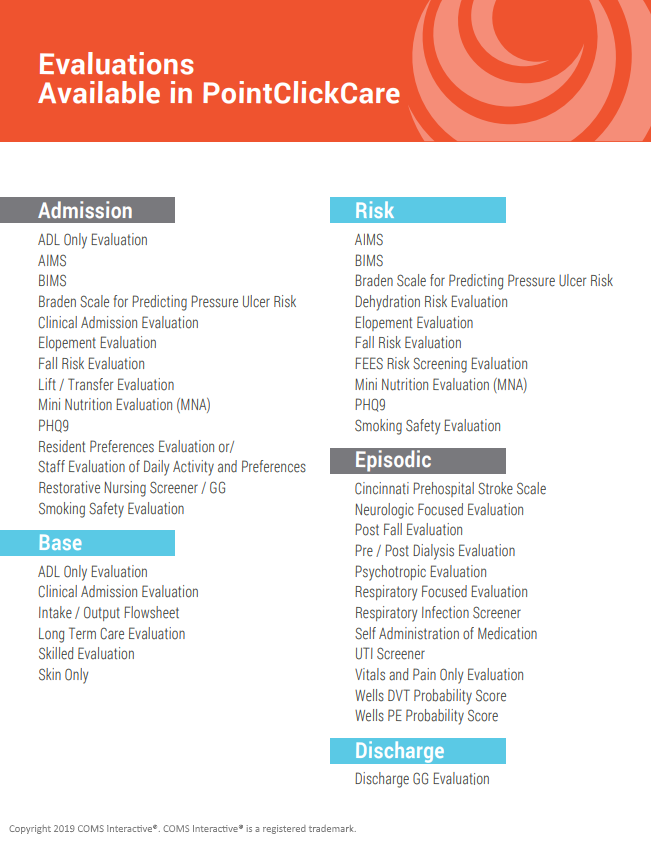 Evaluations
Available in PointClickCare
Admission
ADL Only Evaluation
AIMS
BIMS
Braden Scale for Predicting Pressure Ulcer Risk
Clinical Admission Evaluation
Elopement Evaluation
Fall Risk Evaluation
Lift / Transfer Evaluation
Mini Nutrition Evaluation (MNA)
PHQ9
Resident Preferences Evaluation or/
Staff Evaluation of Daily Activity and Preferences
Restorative Nursing Screener / GG
Smoking Safety Evaluation
Base
ADL Only Evaluation
Clinical Admission Evaluation
Intake / Output Flowsheet
Long Term Care Evaluation
Skilled Evaluation
Skin Only
Risk
AIMS
BIMS
Braden Scale for Predicting Pressure Ulcer Risk
Dehydration Risk Evaluation
Elopement Evaluation
Fall Risk Evaluation
FEES Risk Screening Evaluation
Mini Nutrition Evaluation (MNA)
PHQ9
Smoking Safety Evaluation
Episodic
Cincinnati Prehospital Stroke Scale
Neurologic Focused Evaluation
Post Fall Evaluation
Pre / Post Dialysis Evaluation
Psychotropic Evaluation
Respiratory Focused Evaluation
Respiratory Infection Screener
Self Administration of Medication
UTI Screener
Vitals and Pain Only Evaluation
Wells DVT Probability Score
Wells PE Probability Score
Discharge
Discharge GG Evaluation
Copyright 2019 COMS Interactive®. COMS Interactive® is a registered trademark.